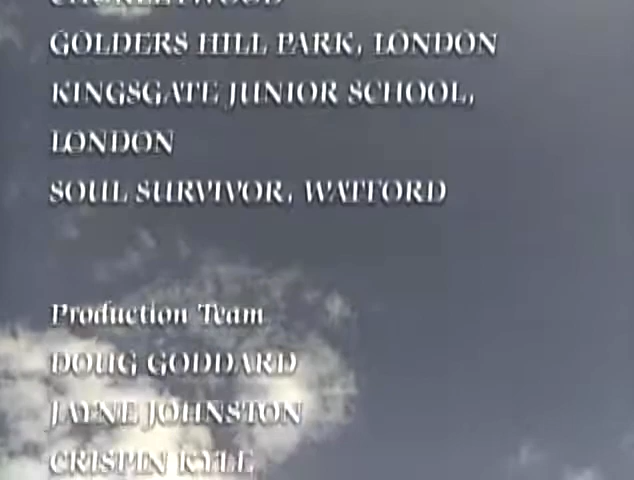 CHORLEYWOOD
GOLDERS HILL PARK, LONDON
KINGSGATE JUNIOR SCHOOL,
LONDON
SOUL SURVIVOR, WATFORD
Production Team
DOUG GODDARD
JAYNE JOHNSTON
CRISPIN KYLE